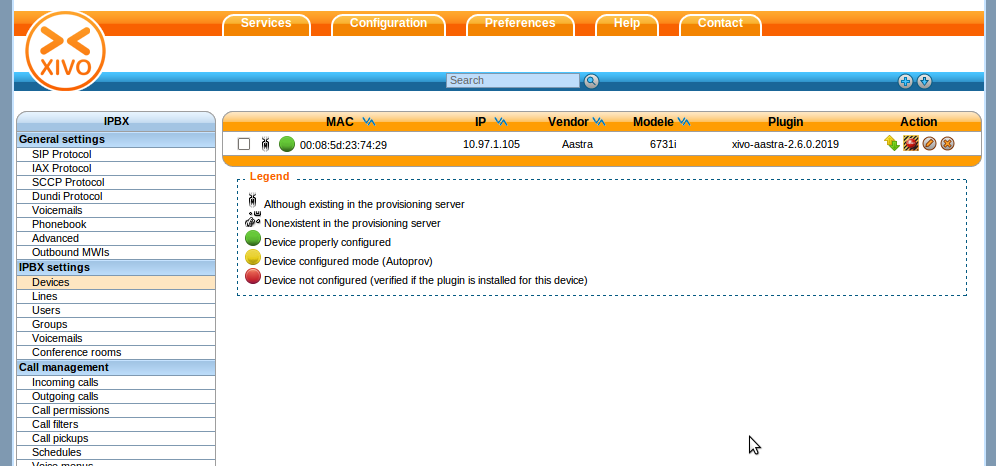 Services Configuration Preferences Help Contact
XIVO
Search
IPBX
General settings
SIP Protocol
IAX Protocol
SCCP Protocol
Dundi Protocol
Voicemails
Phonebook
Advanced
Outbound MWIs
IPBX settings
Devices
Lines
Users
Groups
Voicemails
Conference rooms
Call management
Incoming calls
Outgoing calls
Call permissions
Call filters
Call pickups
Schedules
Voice menus
MAC IP Vendor Modele Plugin Action
00:08:5d:23:74:29 10.97.1.105 Aastra 6731i xivo-aastra-2.6.0.2019
Legend
Although existing in the provisioning server
Nonexistent in the provisioning server
Device properly configured
Device configured mode (Autoprov)
Device not configured (verified if the plugin is installed for this device)